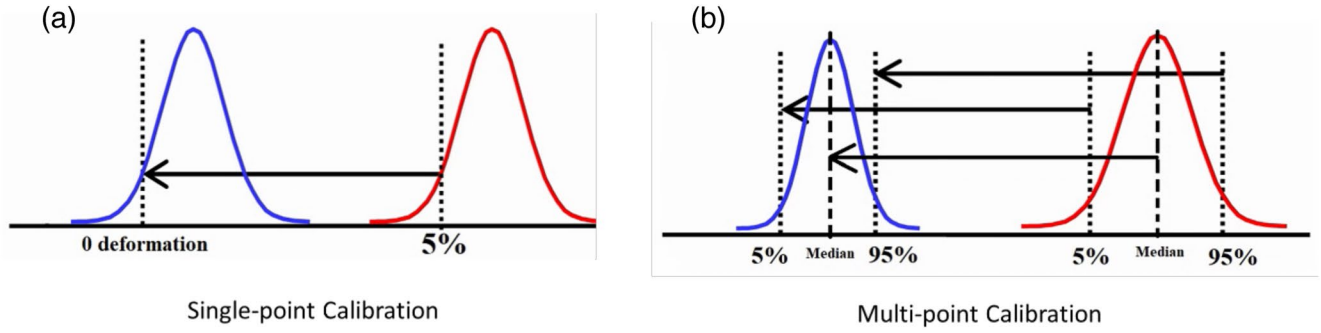 (a)
0 deformation
5%
Single-point Calibration
(b)
5% Median 95% 5% Median 95%
Multi-point Calibration